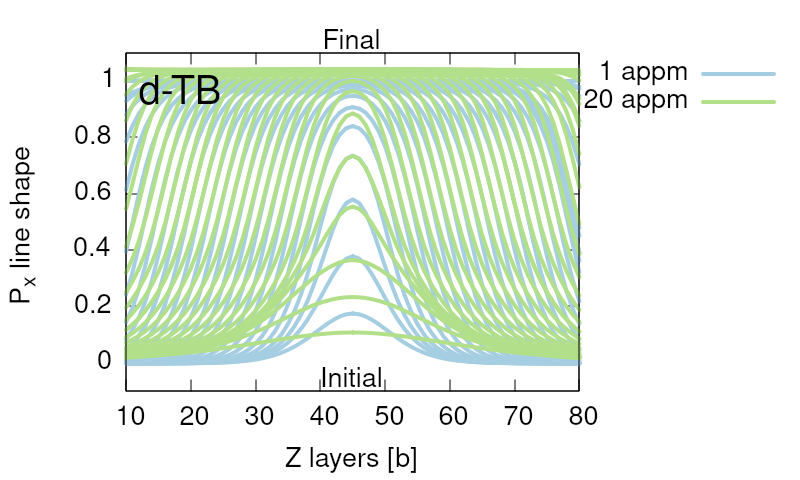 Final
1 appm
20 appm
d-TB
1
0.8
0.6
0.4
0.2
0
P_x line shape
Initial
10 20 30 40 50 60 70 80
Z layers [b]